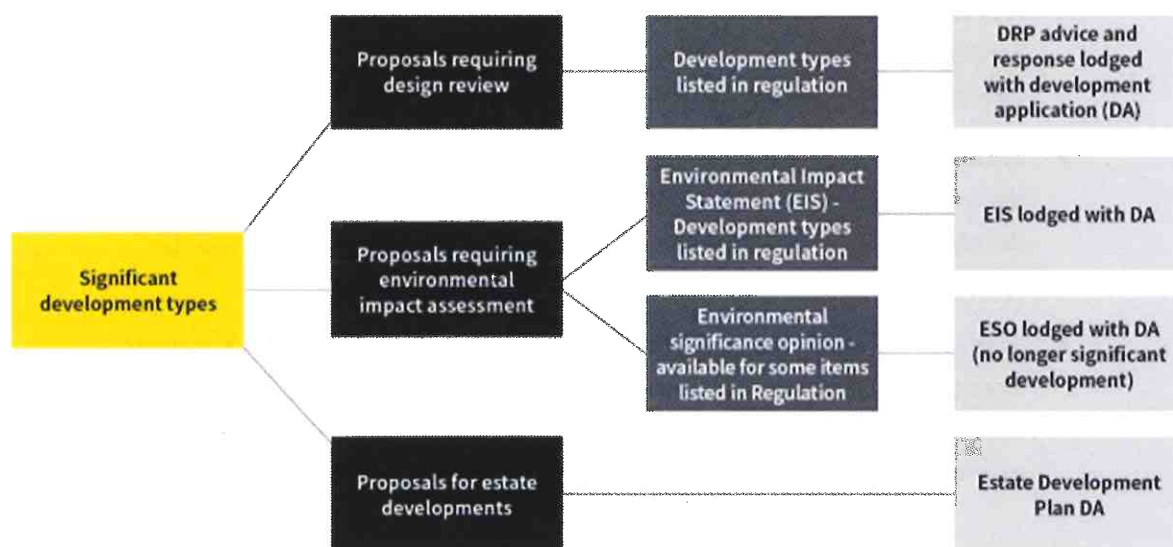 Proposals requiring
design review
Development types
listed in regulation
DRP advice and
response lodged
with development
application (DA)
Significant
development types
Proposals requiring
environmental
impact assessment
Environmental Impact
Statement (EIS) -
Development types
listed in regulation
EIS lodged with DA
Environmental
significance opinion -
available for some items
listed in Regulation
ESO lodged with DA
(no longer significant
development)
Proposals for estate
developments
Estate Development
Plan DA